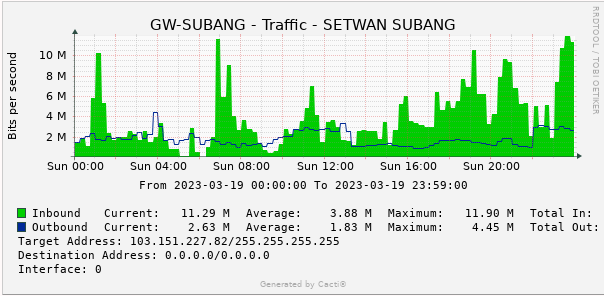 GW-SUBANG - Traffic - SETWAN SUBANG
RRDTOOL / TOBI OETIKER
Bits per second
10 M
8 M
6 M
4 M
2 M
Sun 00:00 Sun 04:00 Sun 08:00 Sun 12:00 Sun 16:00 Sun 20:00
From 2023-03-19 00:00:00 To 2023-03-19 23:59:00
Inbound Current: 11.29 M Average: 3.88 M Maximum: 11.90 M Total In:
Outbound Current: 2.63 M Average: 1.83 M Maximum: 4.45 M Total Out:
Target Address: 103.151.227.82/255.255.255.255
Destination Address: 0.0.0.0/0.0.0.0
Interface: 0
Generated by Cacti®